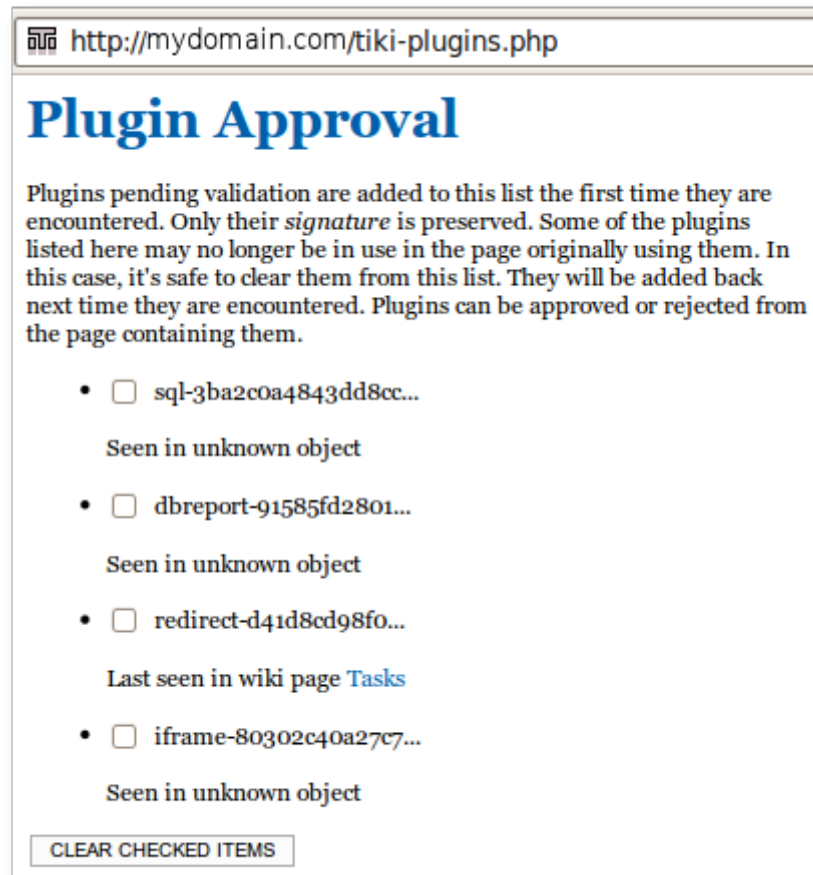 http://mydomain.com/tiki-plugins.php
Plugin Approval
Plugins pending validation are added to this list the first time they are
encountered. Only their signature is preserved. Some of the plugins
listed here may no longer be in use in the page originally using them. In
this case, it's safe to clear them from this list. They will be added back
next time they are encountered. Plugins can be approved or rejected from
the page containing them.
sql-3ba2c0a4843dd8cc...
Seen in unknown object
dbreport-91585fd2801...
Seen in unknown object
redirect-d41d8cd98f0...
Last seen in wiki page Tasks
iframe-80302c40a27c7...
Seen in unknown object
CLEAR CHECKED ITEMS